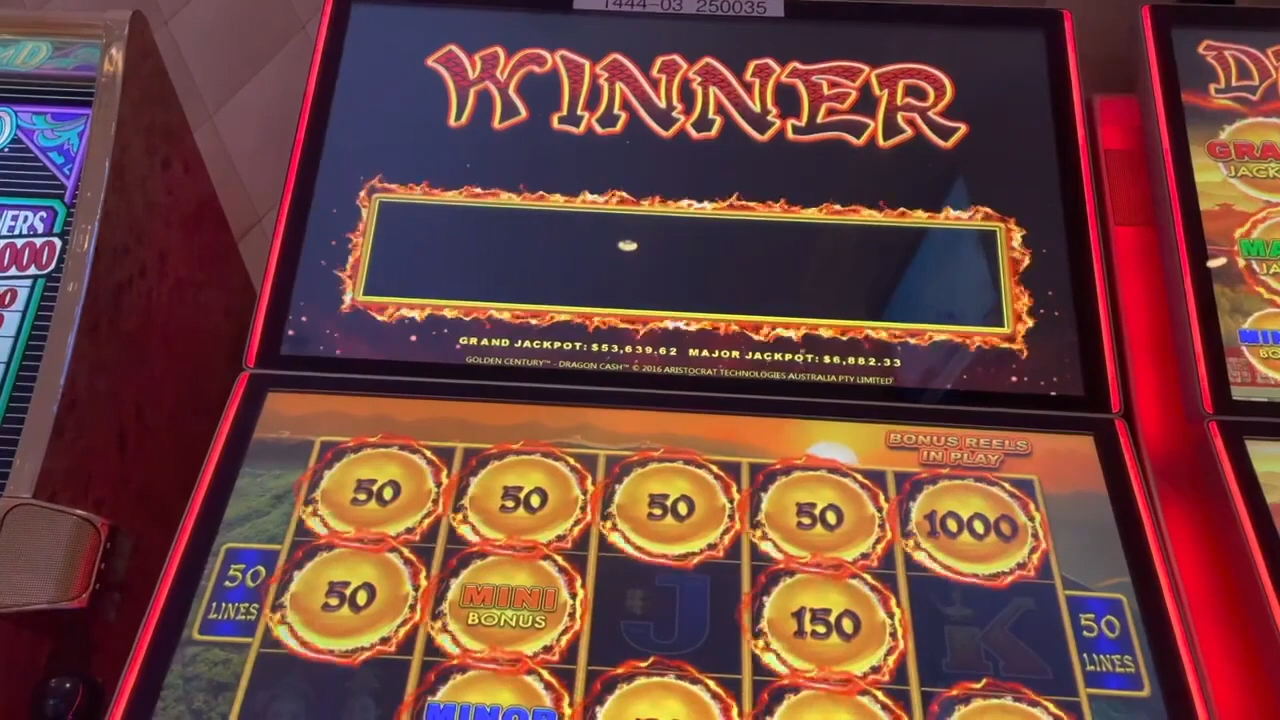 1444-03 250035
WINNER
GRAND JACKPOT: $53,639.62 MAJOR JACKPOT: $6,882.33
GOLDEN CENTURY™ - DRAGON CASH™ © 2016 ARISTOCRAT TECHNOLOGIES AUSTRALIA PTY LIMITED
BONUS REELS
IN PLAY
50 50 50 50 1000
50 MINI
BONUS
J 150 K
50
LINES
50
LINES
MINOR
000